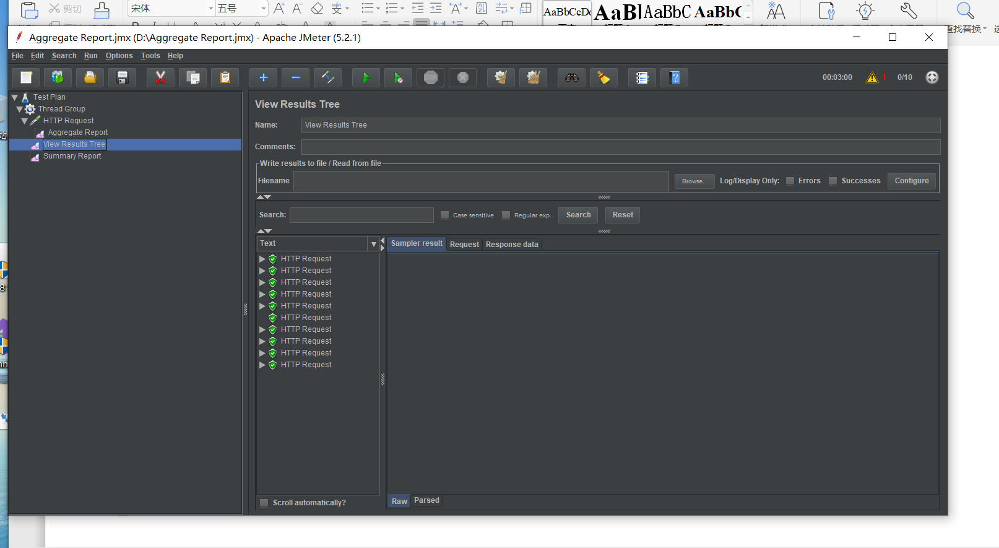 剪切
宋体
五号
AaBbCcDd
AaBl
AaBbC
AaBbC
查找替换
选
站
Aggregate Report.jmx (D:\Aggregate Report.jmx) - Apache JMeter (5.2.1)
File Edit Search Run Options Tools Help
STOP
00:03:00
1
0/10
Test Plan
Thread Group
HTTP Request
Aggregate Report
View Results Tree
Summary Report
View Results Tree
Name: View Results Tree
Comments:
Write results to file / Read from file
Filename Browse... Log/Display Only: Errors Successes Configure
Search: Case sensitive Regular exp. Search Reset
Text
Sampler result Request Response data
HTTP Request
HTTP Request
HTTP Request
HTTP Request
HTTP Request
HTTP Request
HTTP Request
HTTP Request
HTTP Request
HTTP Request
Scroll automatically?
Raw Parsed